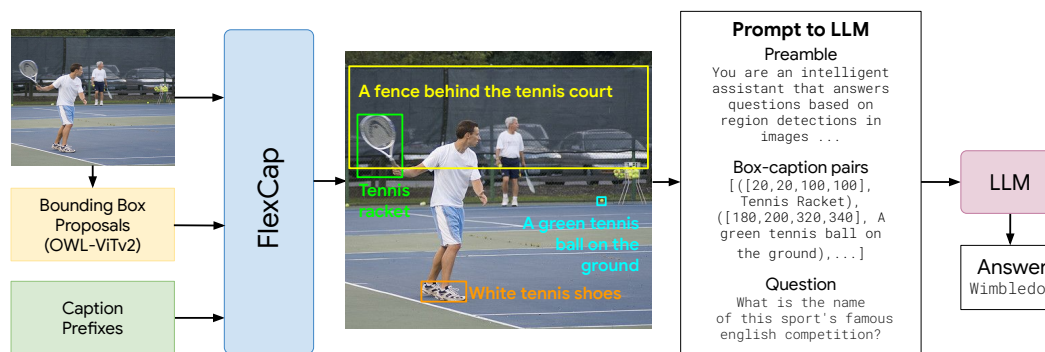 Bounding Box
Proposals
(OWL-ViTv2)
Caption
Prefixes
FlexCap
A fence behind the tennis court
Tennis
racket
A green tennis
ball on the
ground
White tennis shoes
Prompt to LLM
Preamble
You are an intelligent
assistant that answers
questions based on
region detections in
images ...
Box-caption pairs
[([20,20,100,100],
Tennis Racket),
([180,200,320,340], A
green tennis ball on
the ground),...]
Question
What is the name
of this sport's famous
english competition?
LLM
Answer
Wimbledo